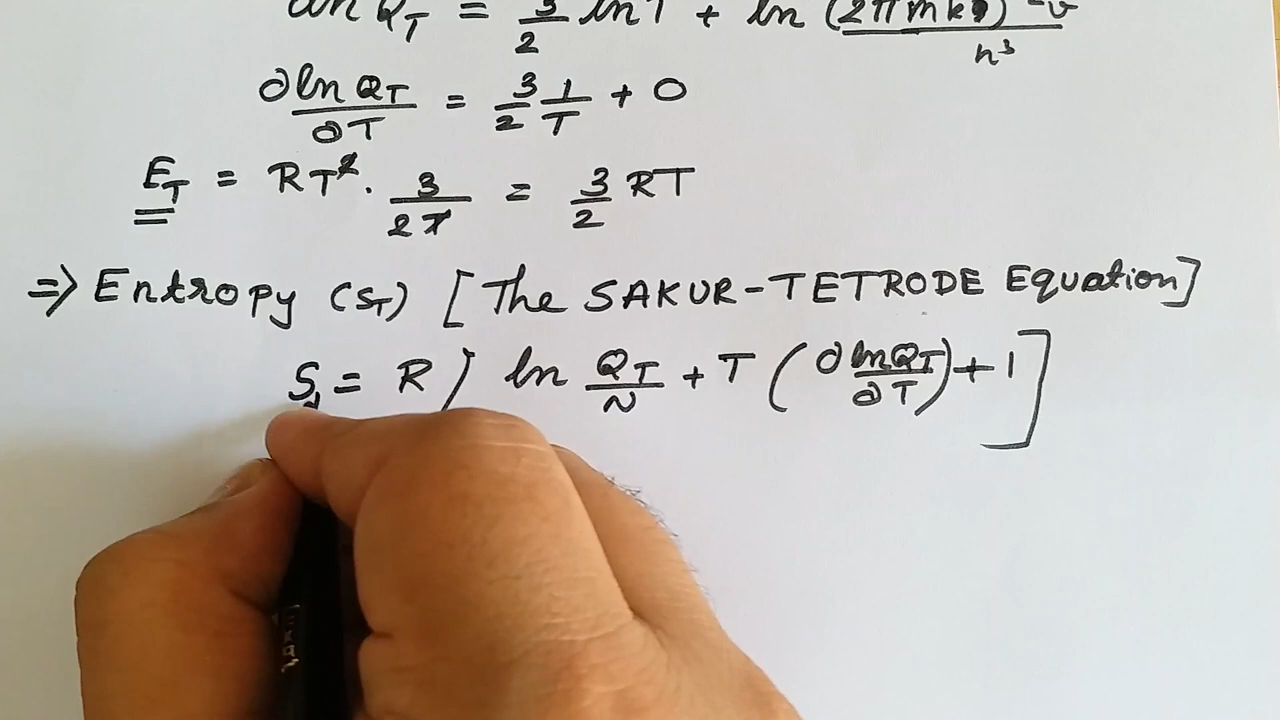 ln Q_T = 3/2 ln T + ln (2πmk) v / h³
∂ln Q_T / ∂T = 3/2 1/T + 0
E_T = RT² . 3/2T = 3/2 RT
⇒ Entropy (S_T) [The SAKUR-TETRODE Equation]
S = R [ ln Q_T/N + T (∂lnQ_T/∂T) + 1 ]